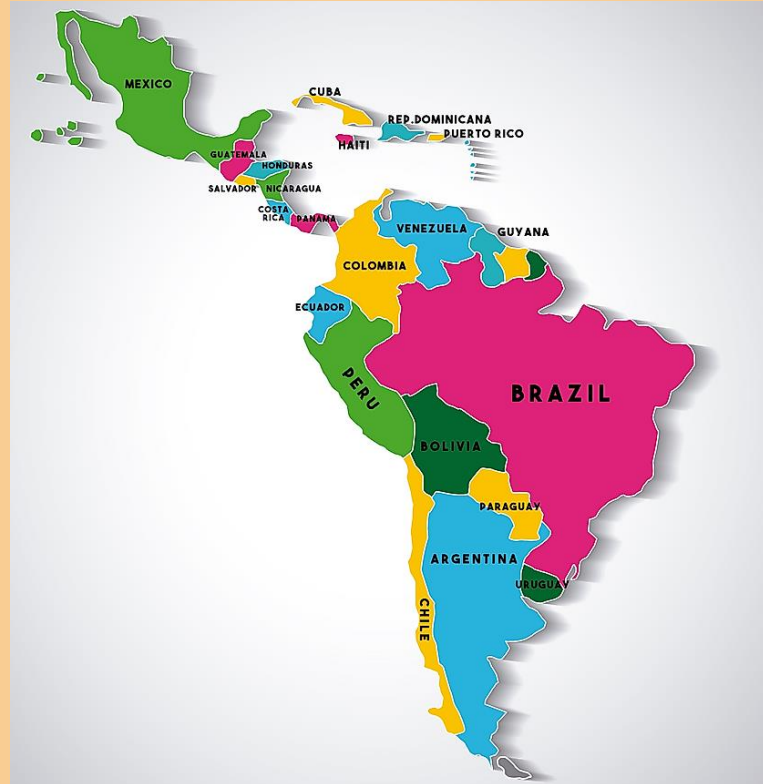 MEXICO
CUBA
REP.DOMINICANA
PUERTO RICO
HAITI
GUATEMALA
HONDURAS
SALVADOR
NICARAGUA
COSTA
RICA
PANAMA
VENEZUELA
GUYANA
COLOMBIA
ECUADOR
PERU
BRAZIL
BOLIVIA
PARAGUAY
ARGENTINA
URUGUAY
CHILE